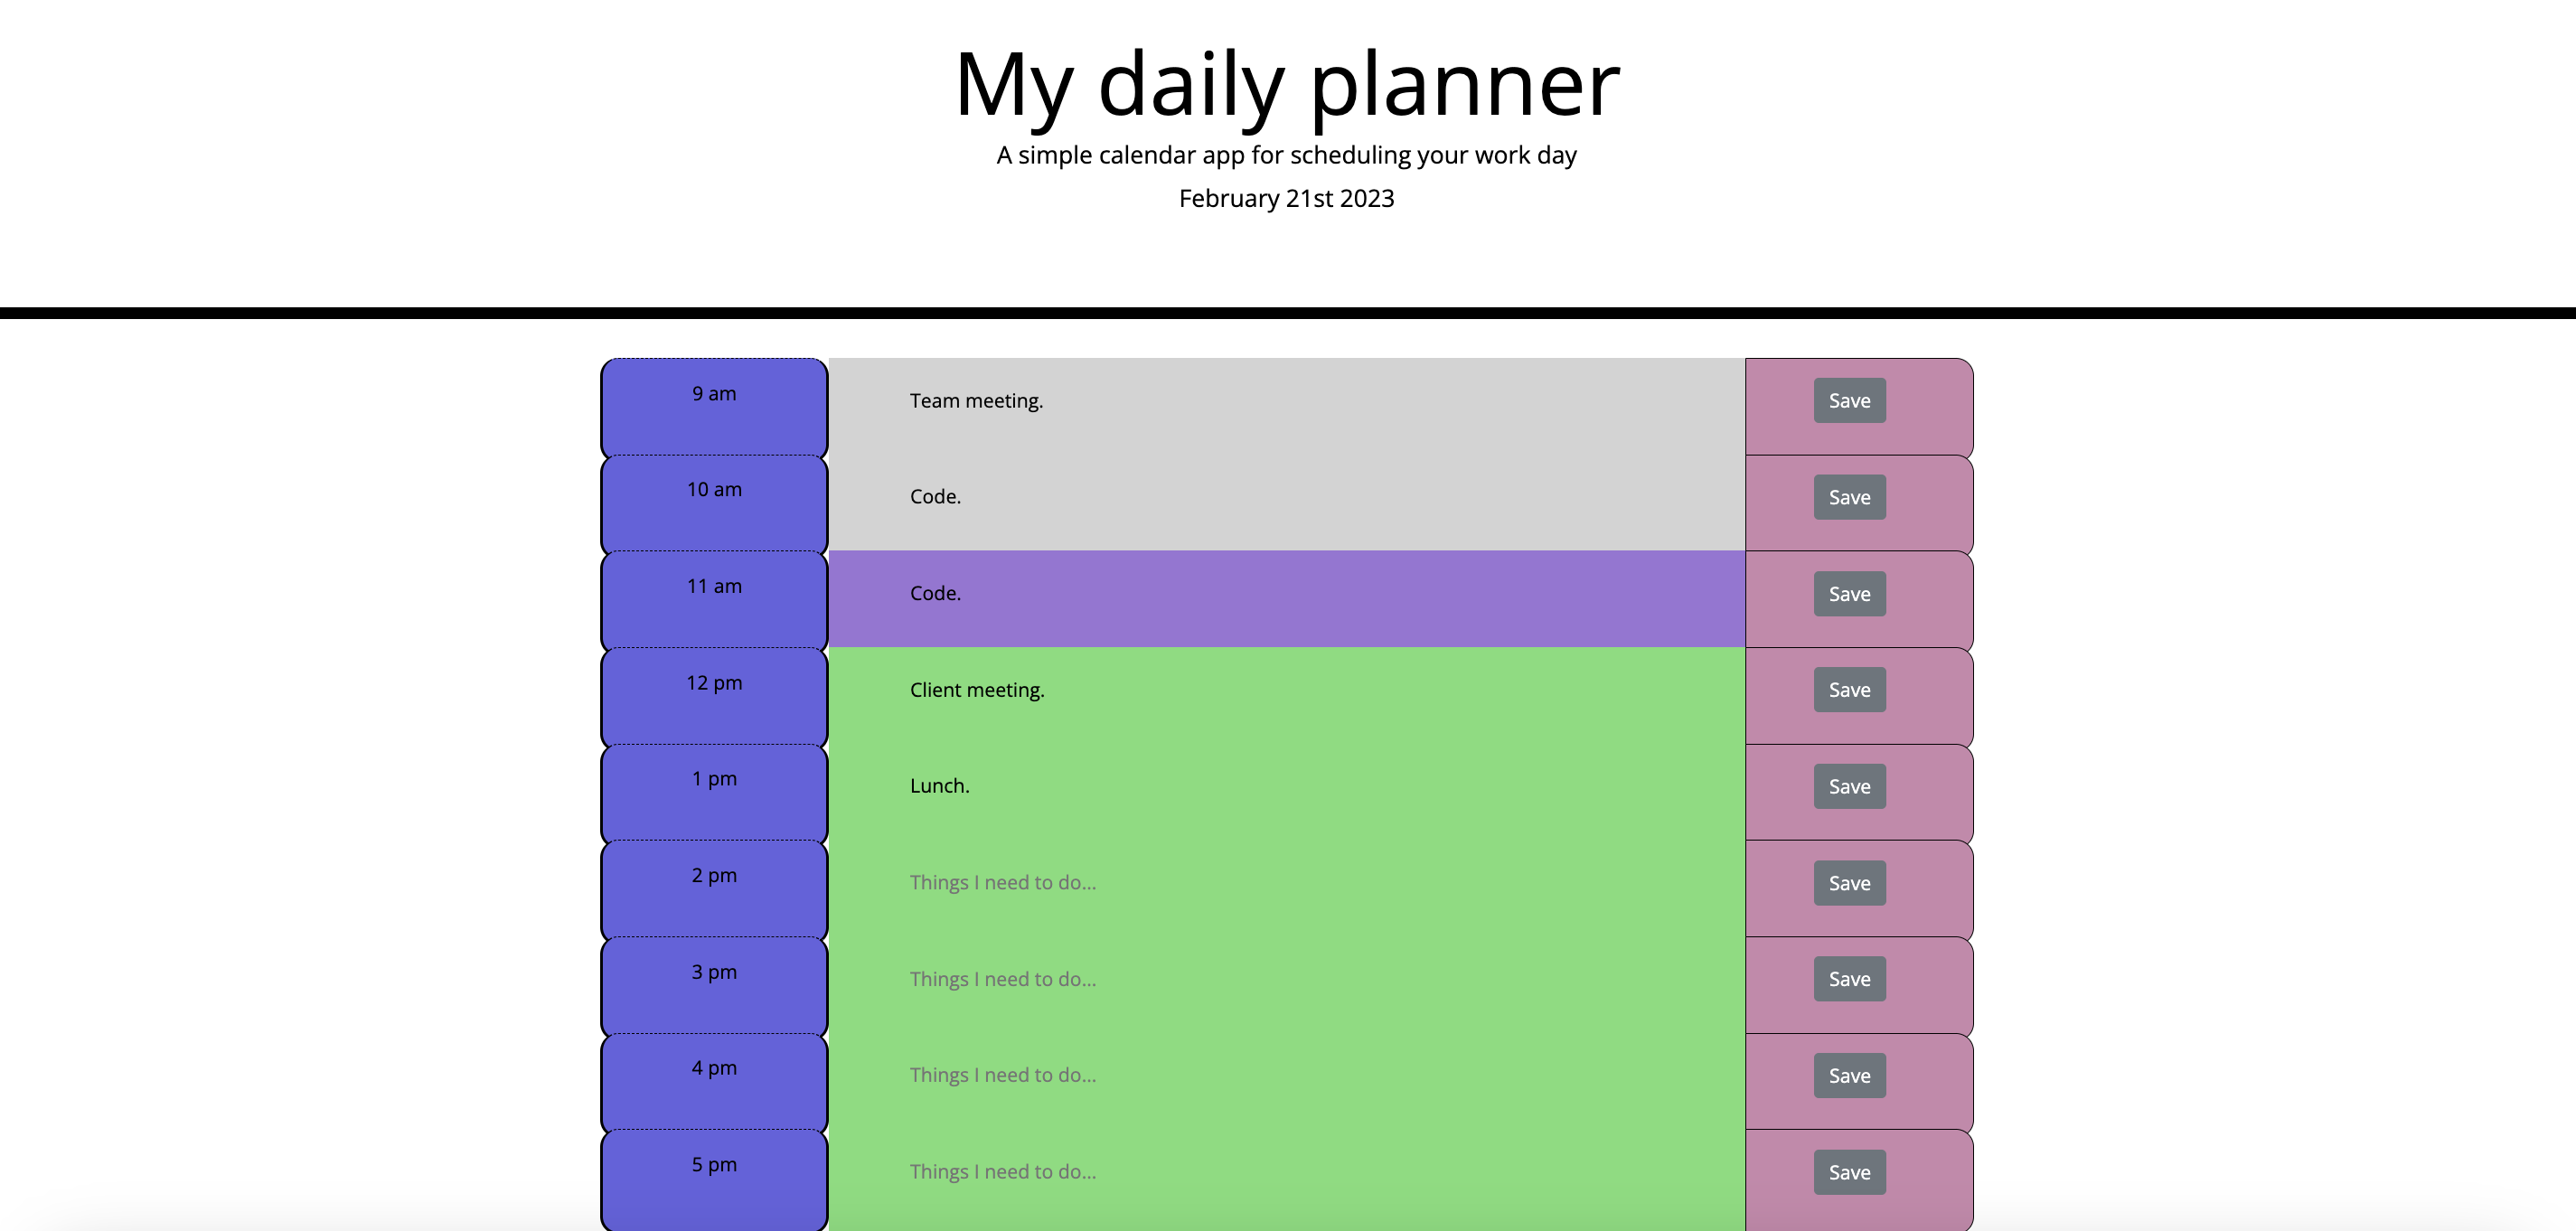 My daily planner
A simple calendar app for scheduling your work day
February 21st 2023
9 am Team meeting. Save
10 am Code. Save
11 am Code. Save
12 pm Client meeting. Save
1 pm Lunch. Save
2 pm Things I need to do... Save
3 pm Things I need to do... Save
4 pm Things I need to do... Save
5 pm Things I need to do... Save